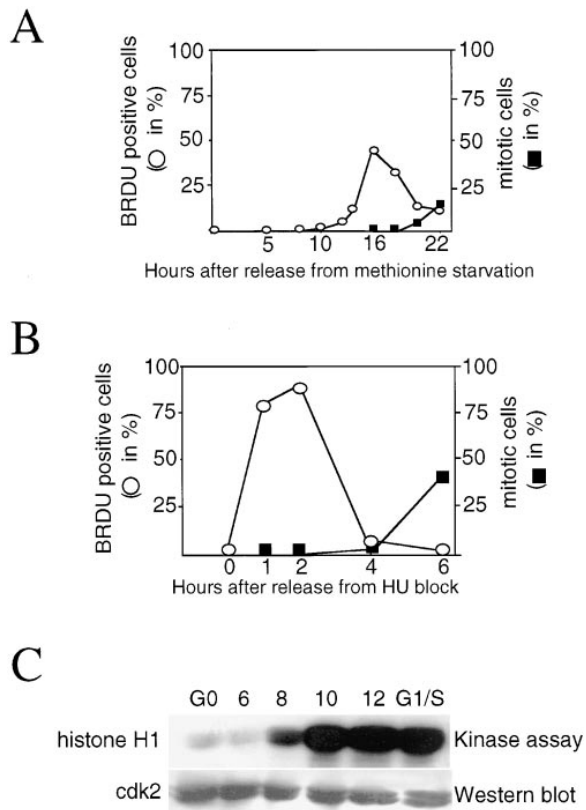 A
100
75
50
25
BRDU positive cells
(○ in %)
100
75
50
25
mitotic cells
(■ in %)
5 10 16 22
Hours after release from methionine starvation
B
100
75
50
25
BRDU positive cells
(○ in %)
100
75
50
25
mitotic cells
(■ in %)
0 1 2 4 6
Hours after release from HU block
C
G0 6 8 10 12 G1/S
histone H1 Kinase assay
cdk2 Western blot